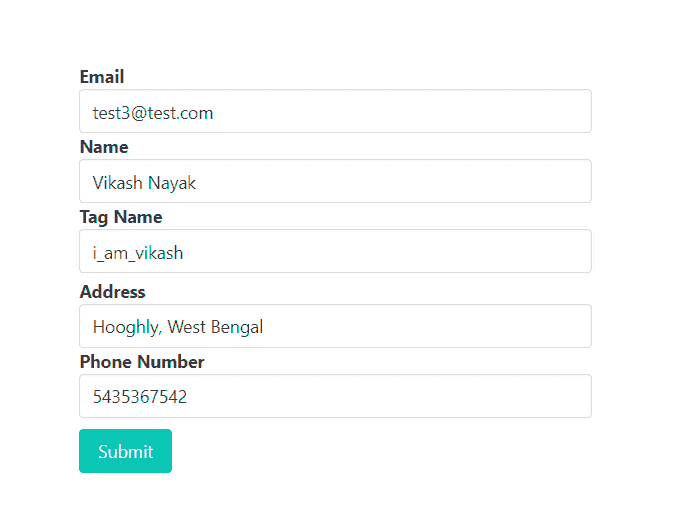 Email
test3@test.com
Name
Vikash Nayak
Tag Name
i_am_vikash
Address
Hooghly, West Bengal
Phone Number
5435367542
Submit